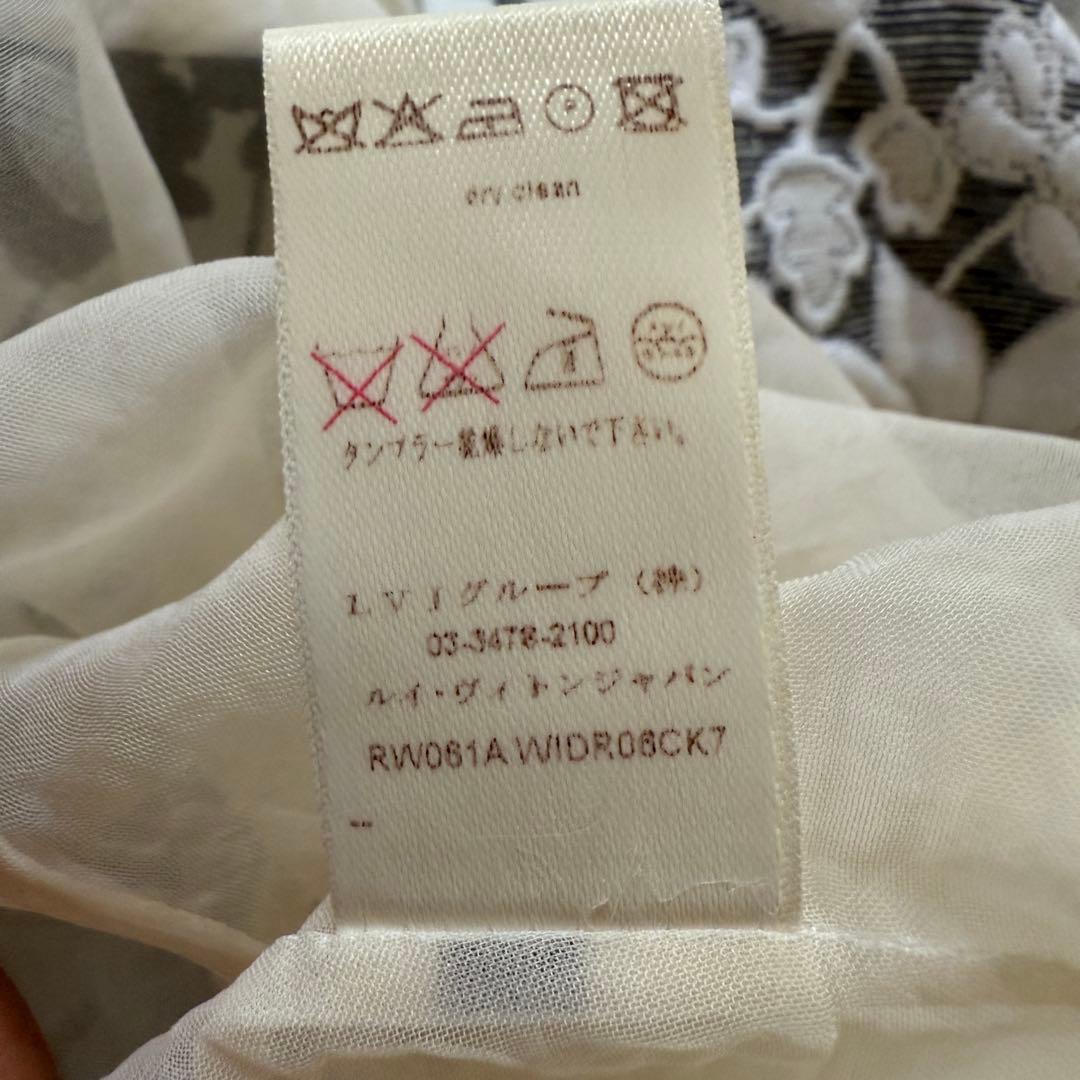 P
dry clean
タンブラー乾燥しないで下さい。
LVJグループ(株)
03-3478-2100
ルイ・ヴィトンジャパン
RW061A WIDR06CK7
--